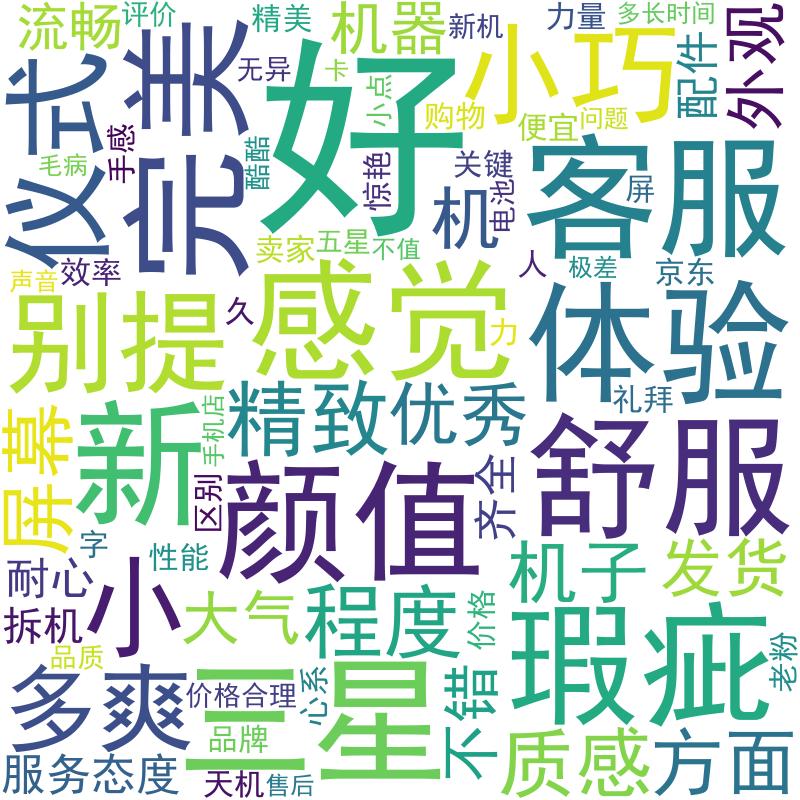 流畅
评价
精美
机器
新机
力量
多长时间
仪式
完美
无异
卡
小点
好
小巧
购物
便宜
问题
配件
外观
毛病
手感
酷酷
惊艳
关键
机
电池
客服
屏
声音
效率
卖家
五星
不值
人
极差
京东
别提
久
感觉
力
体验
礼拜
屏幕
新
手机店
精致
优秀
区别
颜值
齐全
舒服
字
性能
耐心
拆机
小
大气
程度
价格
机子
发货
品质
瑕疵
老粉
多爽
价格合理
三星
心系
不错
品牌
质感
方面
服务态度
天机
售后